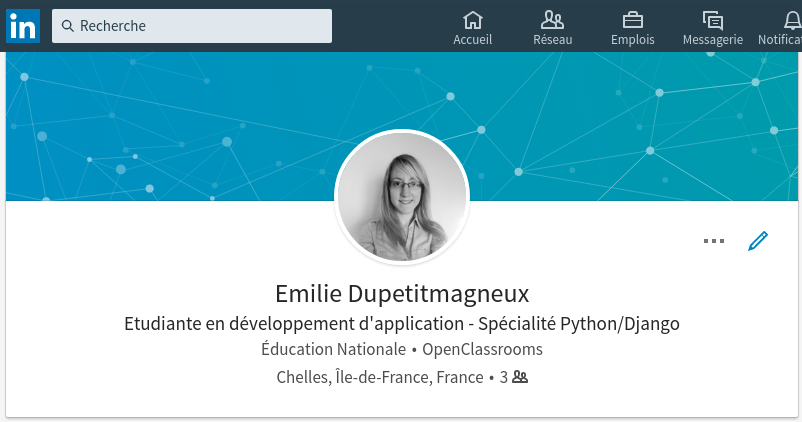 in
Recherche
Accueil
Réseau
Emplois
Messagerie
Notificat
Emilie Dupetitmagneux
Etudiante en développement d'application - Spécialité Python/Django
Éducation Nationale • OpenClassrooms
Chelles, Île-de-France, France • 3